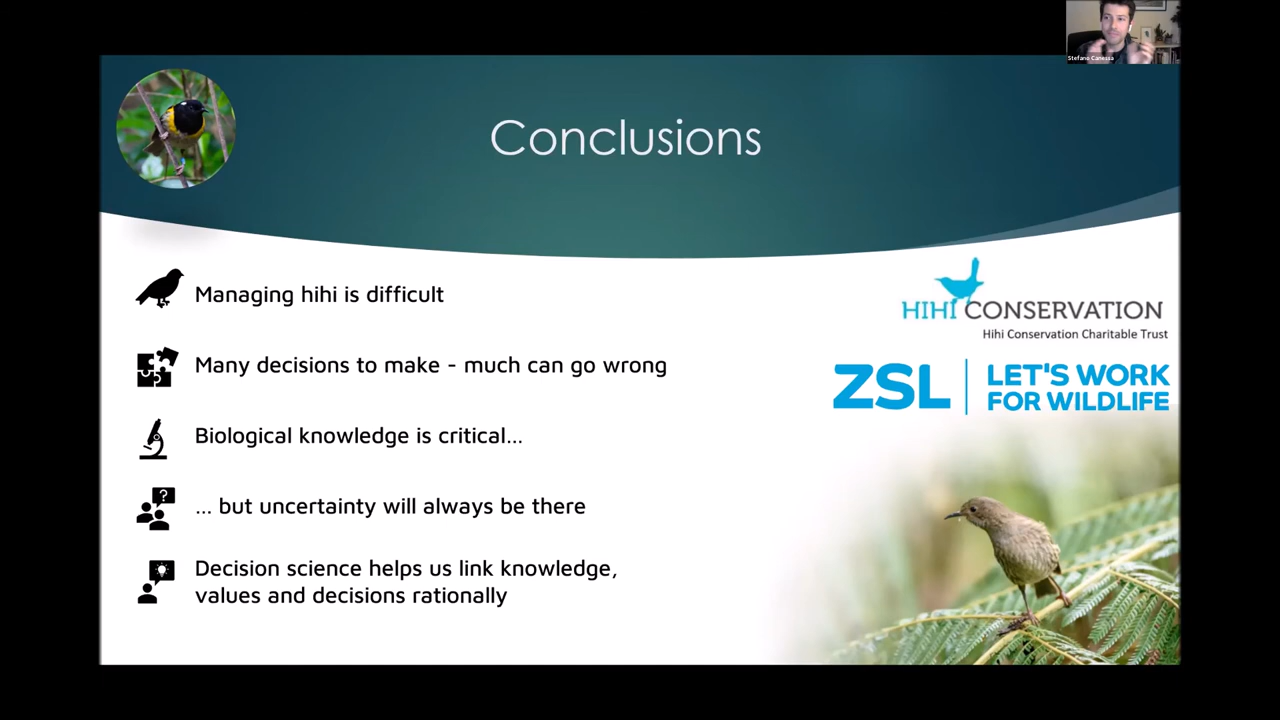 Stefano Canessa
Conclusions
Managing hihi is difficult
Many decisions to make - much can go wrong
Biological knowledge is critical...
... but uncertainty will always be there
Decision science helps us link knowledge,
values and decisions rationally
HIHI CONSERVATION
Hihi Conservation Charitable Trust
ZSL
LET'S WORK
FOR WILDLIFE
?